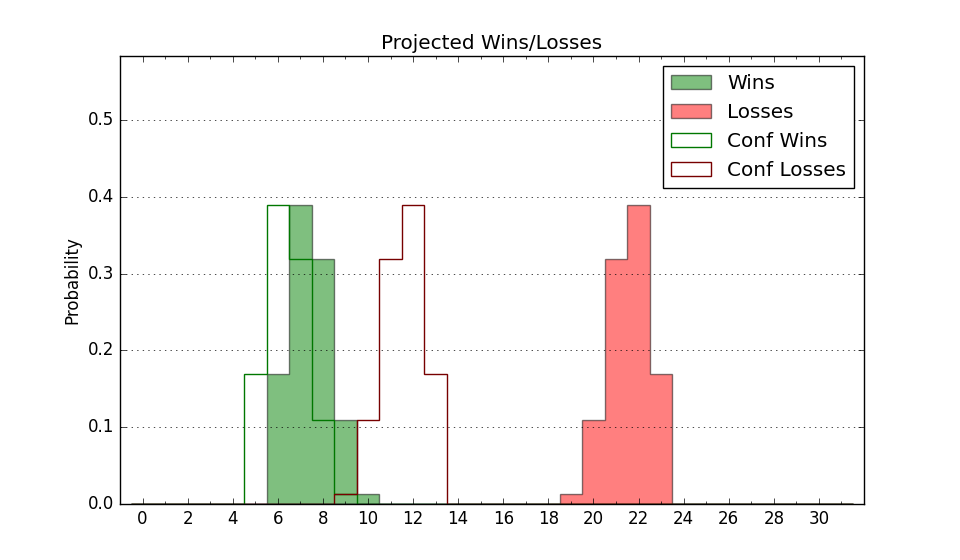 Projected Wins/Losses
Wins
Losses
Conf Wins
Conf Losses
Probability
0.5
0.4
0.3
0.2
0.1
0.0
0 2 4 6 8 10 12 14 16 18 20 22 24 26 28 30